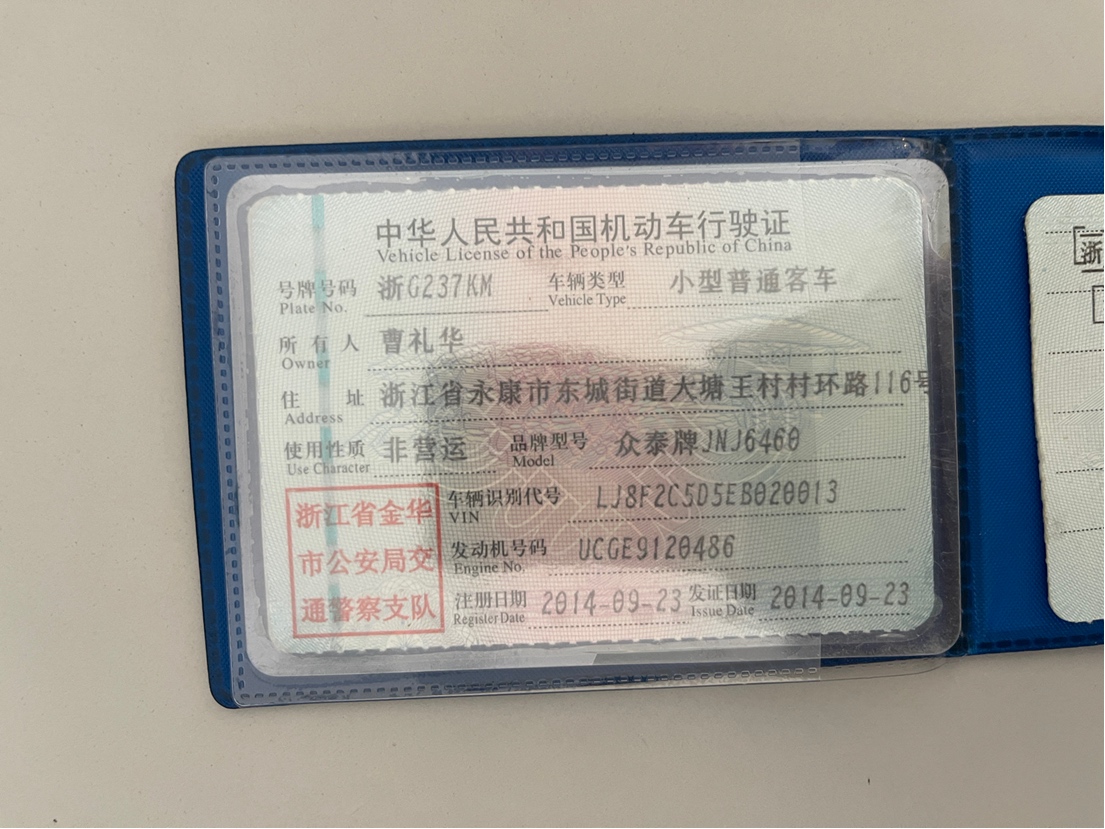 中华人民共和国机动车行驶证
Vehicle License of the People's Republic of China
号牌号码 浙G237KM 车辆类型 小型普通客车
Plate No. Vehicle Type
所有人 曹礼华
Owner
住址 浙江省永康市东城街道大塘王村村环路116号
Address
使用性质 非营运 品牌型号 众泰牌JNJ6460
Use Character Model
车辆识别代号 LJ8F2C5D5EB020013
VIN
发动机号码 UCGE9120486
Engine No.
注册日期 2014-09-23 发证日期 2014-09-23
Register Date Issue Date
浙江省金华
市公安局交
通警察支队
浙